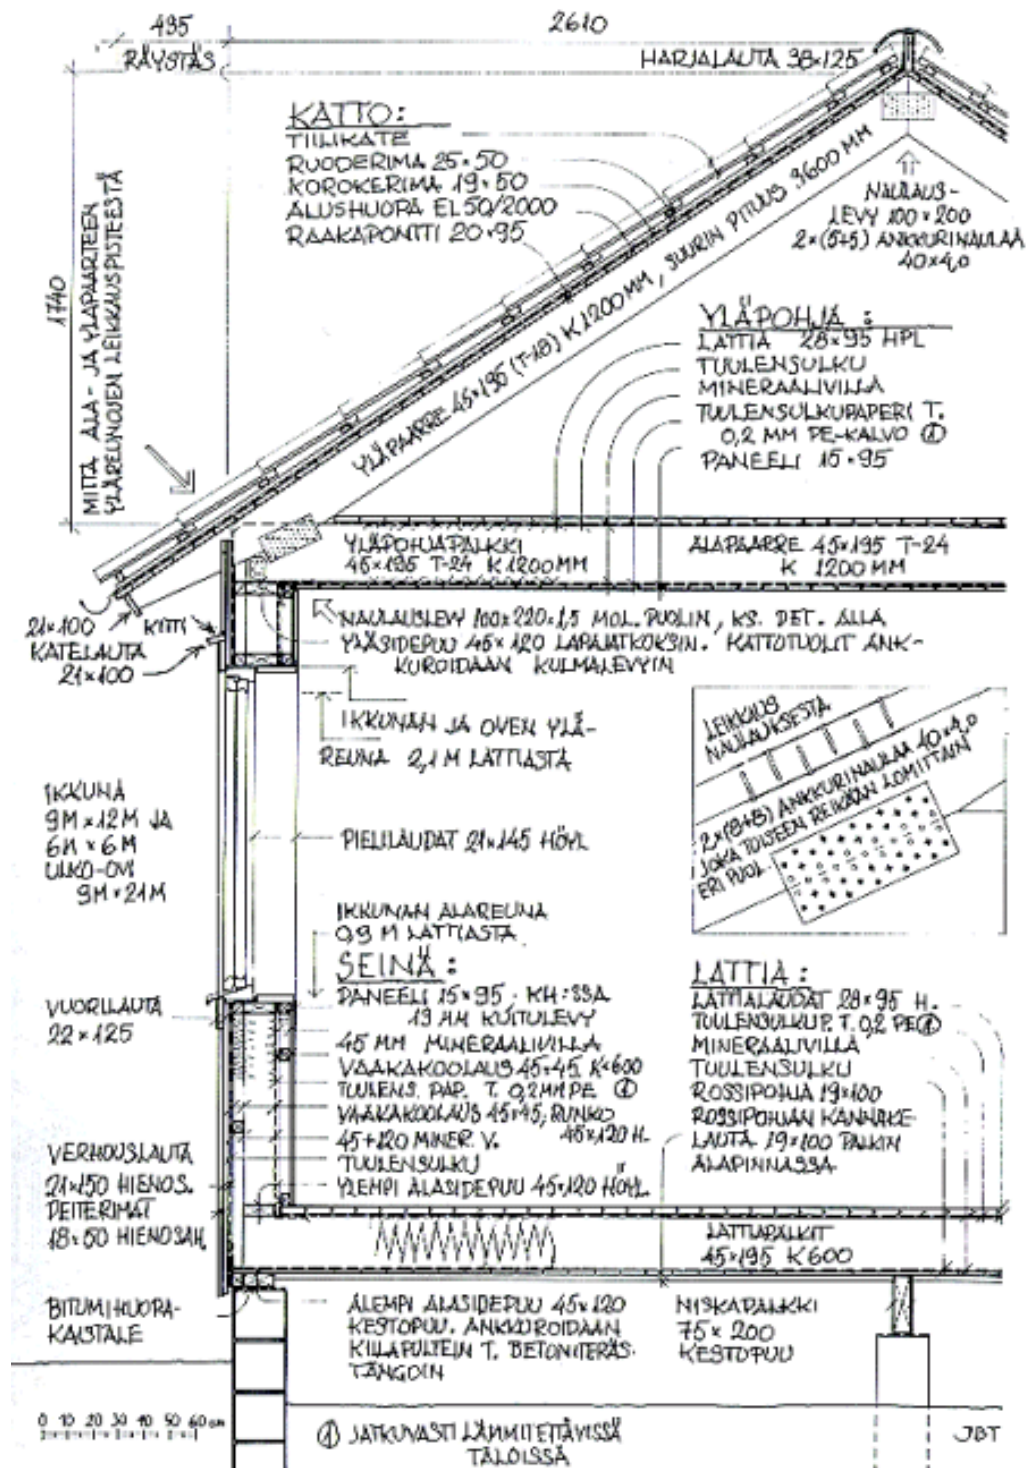 495
2610
RÄYSTÄS
HARJALAUTA 38×125
KATTO:
TIILIKATE
RUODERIMA 25×50
KOROKERIMA 19×50
ALUSHUOPA EL50/2000
RAAKAPONTTI 20×95
NAULAUS-
LEVY 100×200
2×(5+5) ANKKURINAULAA
40×4,0
1740
MITTA ALA- JA YLÄPAARTEEN
YLÄREUNOJEN LEIKKAUSPISTEESTÄ
YLÄPAARRE 45×195 (T-18) K 1200 MM, SUURIN PITUUS 3600 MM
YLÄPOHJA:
LATTIA 28×95 HPL
TUULENSULKU
MINERAALIVILLA
TUULENSULKUPAPERI T.
0,2 MM PE-KALVO ①
PANEELI 15×95
YLÄPOHJAPALKKI
45×195 T-24 K 1200 MM
ALAPAARRE 45×195 T-24
K 1200 MM
21×100
KITTI
KATELAUTA
21×100
NAULAUSLEVY 100×220×1,5 MOL. PUOLIN, KS. DET. ALLA
YLÄSIDEPUU 45×120 LAPAJATKOKSIN. KATTOTUOLIT ANK-
KUROIDAAN KULMALEVYIN
IKKUNAN JA OVEN YLÄ-
REUNA 2,1 M LATTIASTA
LEIKKAUS
NAULAUKSESTA
2×(8+8) ANKKURINAULAA 40×4,0
JOKA TOISEEN REIKÄÄN LOMITTAIN
ERI PUOL.
IKKUNA
9M×12M JA
6M×6M
ULKO-OVI
9M×21M
PIELILAUDAT 21×145 HÖYL
IKKUNAN ALAREUNA
0,9 M LATTIASTA
SEINÄ:
PANEELI 15×95 . KH:SSA
13 MM KUITULEVY
45 MM MINERAALIVILLA
VAAKAKOOLAUS 45×45 K 600
TUULENS. PAP. T. 0,2MM PE ①
VAAKAKOOLAUS 45×45, RUNKO
45×120 H.
45+120 MINER. V.
TUULENSULKU
YLEMPI ALASIDEPUU 45×120 HÖYL.
LATTIA:
LATTIALAUDAT 28×95 H.
TUULENSULKUP. T. 0,2 PE ①
MINERAALIVILLA
TUULENSULKU
ROSSIPOHJA 19×100
ROSSIPOHJAN KANNAKE-
LAUTA 19×100 PALKIN
ALAPINNASSA
VUORILAUTA
22×125
VERHOUSLAUTA
21×150 HIENOS.
PEITERIMAT
18×50 HIENOSAH.
LATTIAPALKIT
45×195 K 600
BITUMIHUOPA-
KAISTALE
ALEMPI ALASIDEPUU 45×120
KESTOPUU. ANKKUROIDAAN
KIILAPULTEIN T. BETONITERÄS-
TANGOIN
NISKAPALKKI
75×200
KESTOPUU
0 10 20 30 40 50 60 cm
① JATKUVASTI LÄMMITETTÄVISSÄ
TALOISSA
JBT